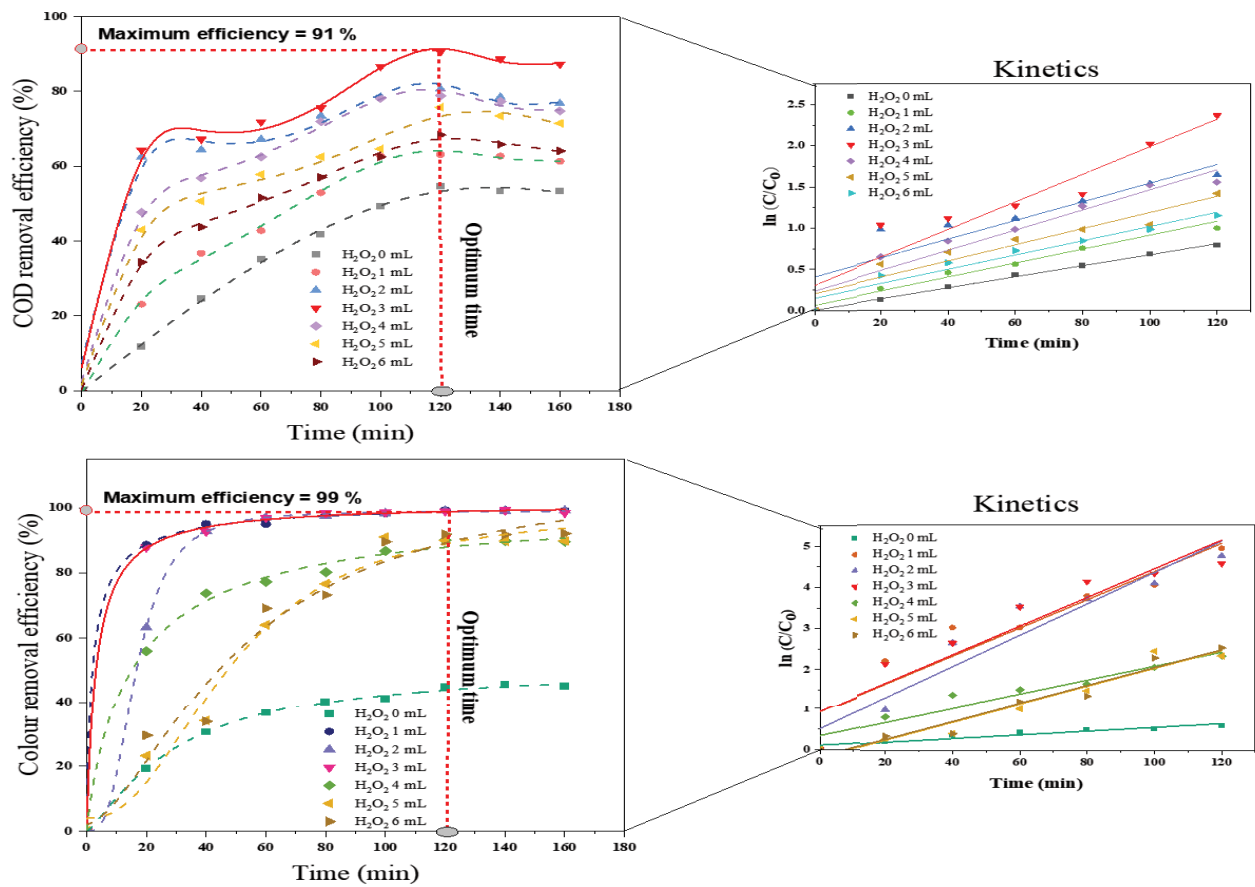 Maximum efficiency = 91 %
COD removal efficiency (%)
100
80
60
40
20
0
H₂O₂ 0 mL
H₂O₂ 1 mL
H₂O₂ 2 mL
H₂O₂ 3 mL
H₂O₂ 4 mL
H₂O₂ 5 mL
H₂O₂ 6 mL
Optimum time
0 20 40 60 80 100 120 140 160 180
Time (min)
Kinetics
ln (C/C₀)
2.5
2.0
1.5
1.0
0.5
0.0
H₂O₂ 0 mL
H₂O₂ 1 mL
H₂O₂ 2 mL
H₂O₂ 3 mL
H₂O₂ 4 mL
H₂O₂ 5 mL
H₂O₂ 6 mL
0 20 40 60 80 100 120
Time (min)
Maximum efficiency = 99 %
Colour removal efficiency (%)
100
80
60
40
20
0
H₂O₂ 0 mL
H₂O₂ 1 mL
H₂O₂ 2 mL
H₂O₂ 3 mL
H₂O₂ 4 mL
H₂O₂ 5 mL
H₂O₂ 6 mL
Optimum time
0 20 40 60 80 100 120 140 160 180
Time (min)
Kinetics
ln (C/C₀)
5
4
3
2
1
0
H₂O₂ 0 mL
H₂O₂ 1 mL
H₂O₂ 2 mL
H₂O₂ 3 mL
H₂O₂ 4 mL
H₂O₂ 5 mL
H₂O₂ 6 mL
0 20 40 60 80 100 120
Time (min)